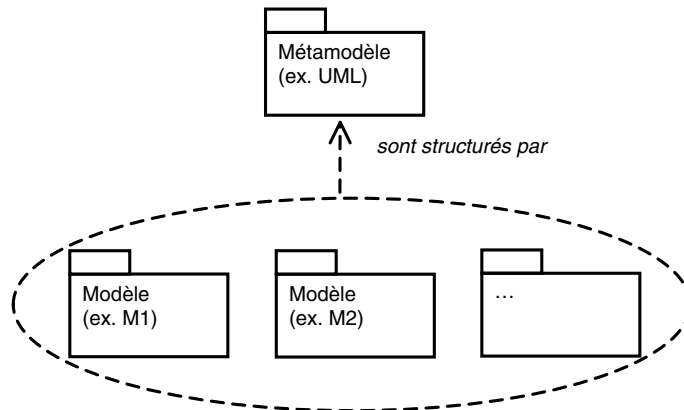 Métamodèle
(ex. UML)
sont structurés par
Modèle
(ex. M1)
Modèle
(ex. M2)
…